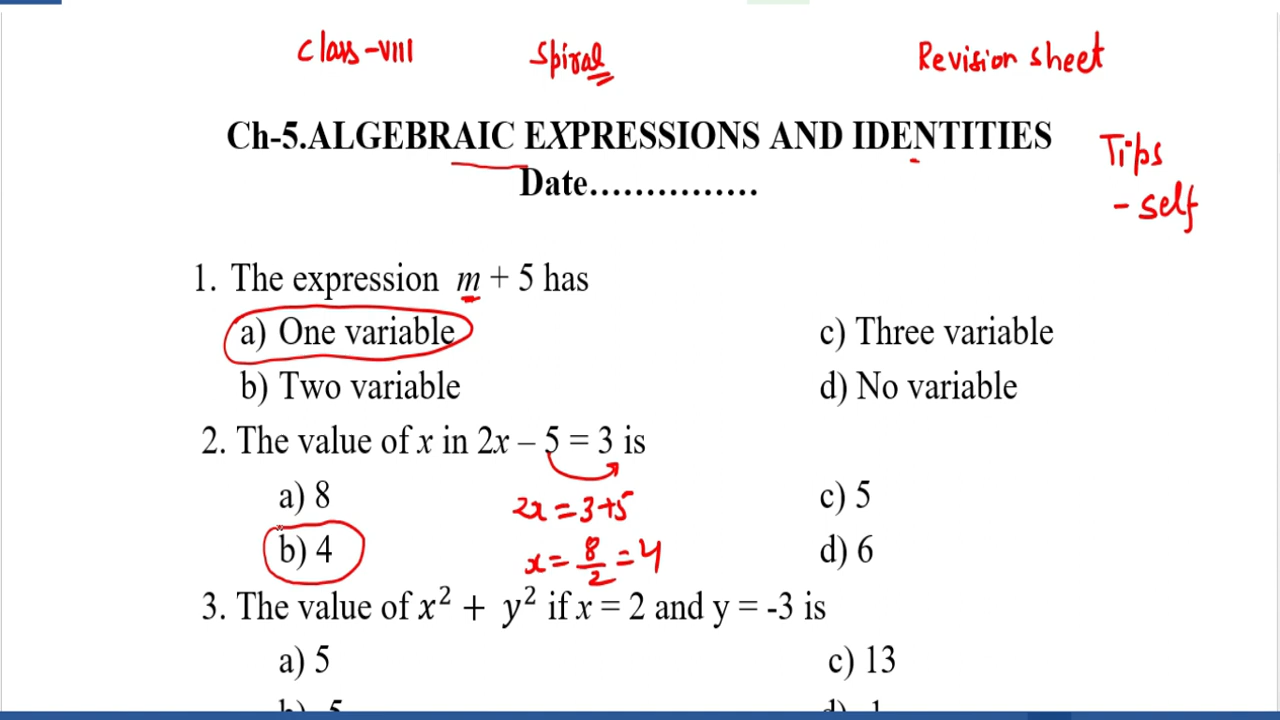 Class-VIII Spiral Revision sheet
Ch-5.ALGEBRAIC EXPRESSIONS AND IDENTITIES
Date……………
Tips
- self
1. The expression m + 5 has
a) One variable c) Three variable
b) Two variable d) No variable
2. The value of x in 2x – 5 = 3 is
a) 8 2x = 3+5 c) 5
b) 4 x = 8/2 = 4 d) 6
3. The value of x² + y² if x = 2 and y = -3 is
a) 5 c) 13